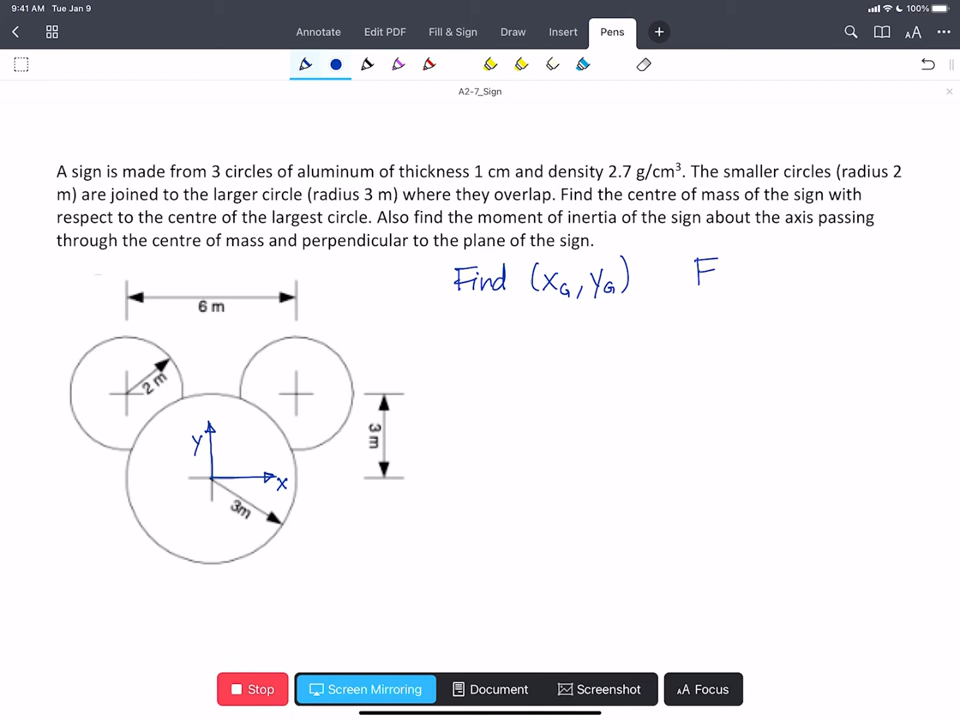 9:41 AM Tue Jan 9
100%
Annotate Edit PDF Fill & Sign Draw Insert Pens
AA
A2-7_Sign
A sign is made from 3 circles of aluminum of thickness 1 cm and density 2.7 g/cm³. The smaller circles (radius 2
m) are joined to the larger circle (radius 3 m) where they overlap. Find the centre of mass of the sign with
respect to the centre of the largest circle. Also find the moment of inertia of the sign about the axis passing
through the centre of mass and perpendicular to the plane of the sign.
Find (x_G, y_G) F
6 m
2 m
3 m
y
x
3m
Stop Screen Mirroring Document Screenshot AA Focus